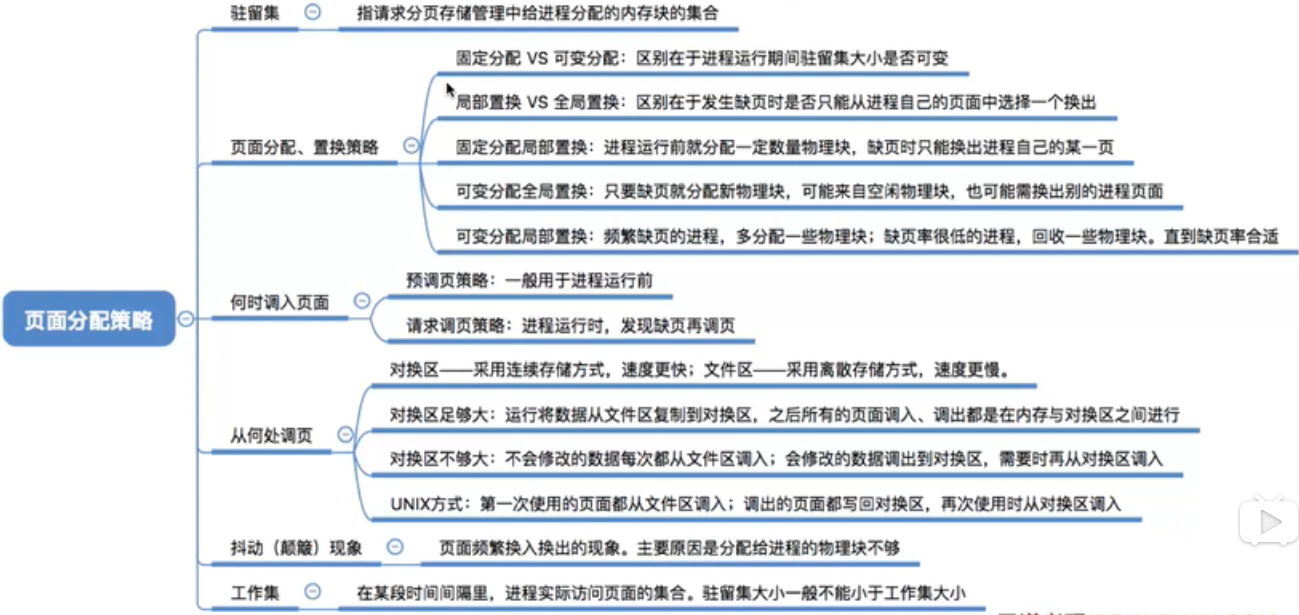 驻留集
指请求分页存储管理中给进程分配的内存块的集合
固定分配 VS 可变分配：区别在于进程运行期间驻留集大小是否可变
局部置换 VS 全局置换：区别在于发生缺页时是否只能从进程自己的页面中选择一个换出
页面分配、置换策略
固定分配局部置换：进程运行前就分配一定数量物理块，缺页时只能换出进程自己的某一页
可变分配全局置换：只要缺页就分配新物理块，可能来自空闲物理块，也可能需换出别的进程页面
可变分配局部置换：频繁缺页的进程，多分配一些物理块；缺页率很低的进程，回收一些物理块。直到缺页率合适
页面分配策略
何时调入页面
预调页策略：一般用于进程运行前
请求调页策略：进程运行时，发现缺页再调页
从何处调页
对换区——采用连续存储方式，速度更快；文件区——采用离散存储方式，速度更慢。
对换区足够大：运行将数据从文件区复制到对换区，之后所有的页面调入、调出都是在内存与对换区之间进行
对换区不够大：不会修改的数据每次都从文件区调入；会修改的数据调出到对换区，需要时再从对换区调入
UNIX方式：第一次使用的页面都从文件区调入；调出的页面都写回对换区，再次使用时从对换区调入
抖动（颠簸）现象
页面频繁换入换出的现象。主要原因是分配给进程的物理块不够
工作集
在某段时间间隔里，进程实际访问页面的集合。驻留集大小一般不能小于工作集大小